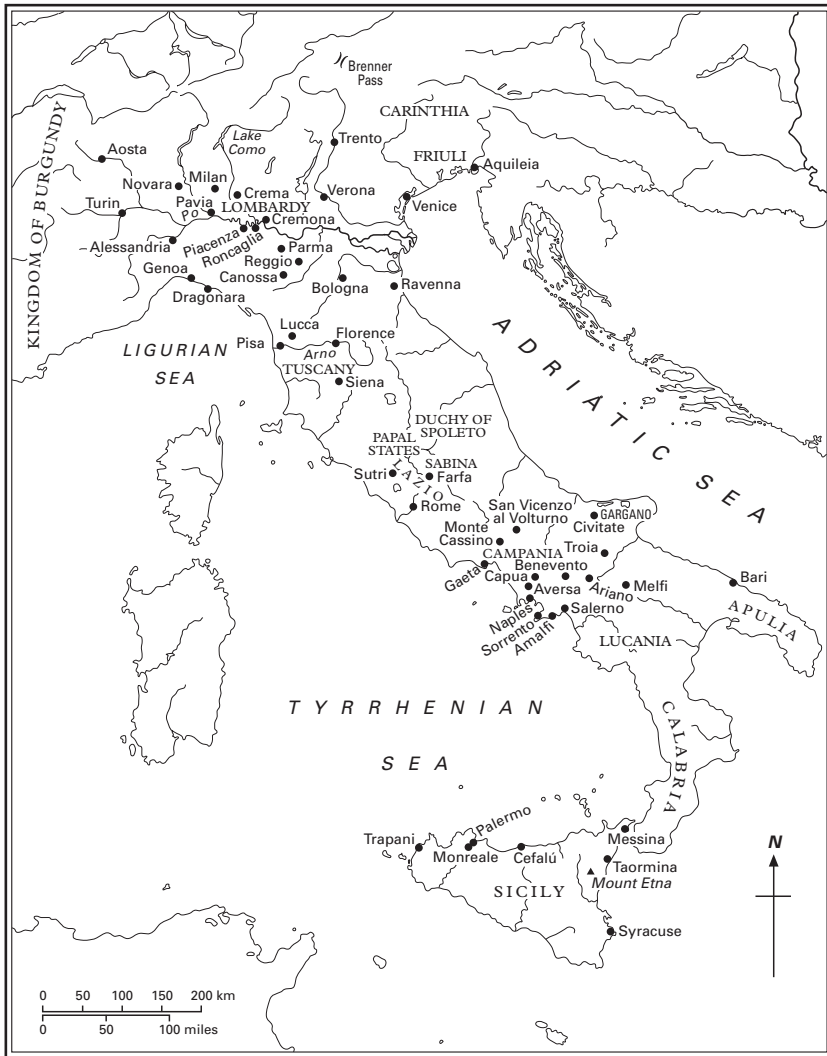 Brenner
Pass
CARINTHIA
KINGDOM OF BURGUNDY
Lake
Como
Trento
Aosta
FRIULI
Aquileia
Novara
Milan
Crema
Verona
Venice
Turin
Pavia
Po
LOMBARDY
Cremona
Piacenza
Roncaglia
Alessandria
Parma
Reggio
Genoa
Canossa
Bologna
Ravenna
Dragonara
Lucca
Florence
Pisa
Arno
LIGURIAN
SEA
TUSCANY
Siena
ADRIATIC SEA
DUCHY OF
SPOLETO
PAPAL
STATES
SABINA
Sutri
LAZIO
Farfa
Rome
San Vicenzo
al Volturno
GARGANO
Civitate
Monte
Cassino
Troia
CAMPANIA
Benevento
Gaeta
Capua
Aversa
Ariano
Melfi
Bari
Naples
Salerno
Sorrento
Amalfi
APULIA
LUCANIA
TYRRHENIAN
SEA
CALABRIA
Palermo
Trapani
Monreale
Cefalú
Messina
Taormina
Mount Etna
SICILY
Syracuse
N
0 50 100 150 200 km
0 50 100 miles